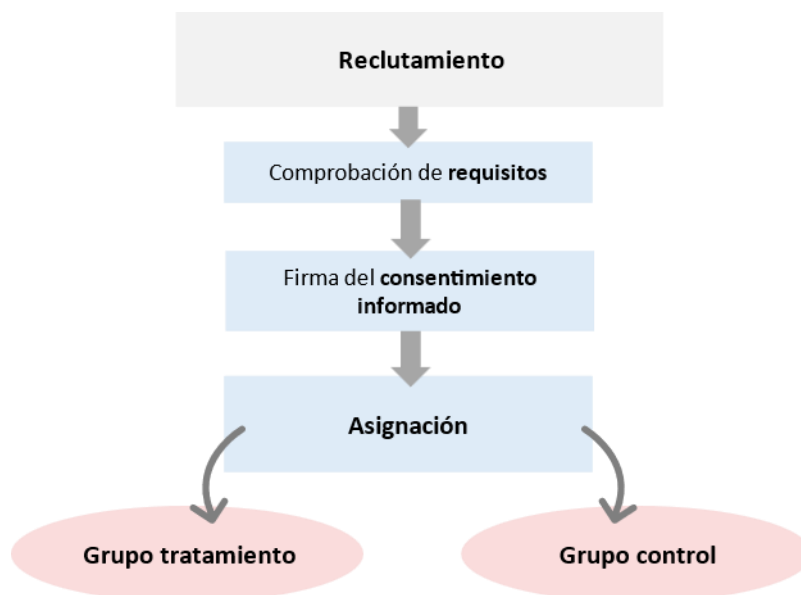 Reclutamiento
Comprobación de requisitos
Firma del consentimiento
informado
Asignación
Grupo tratamiento
Grupo control